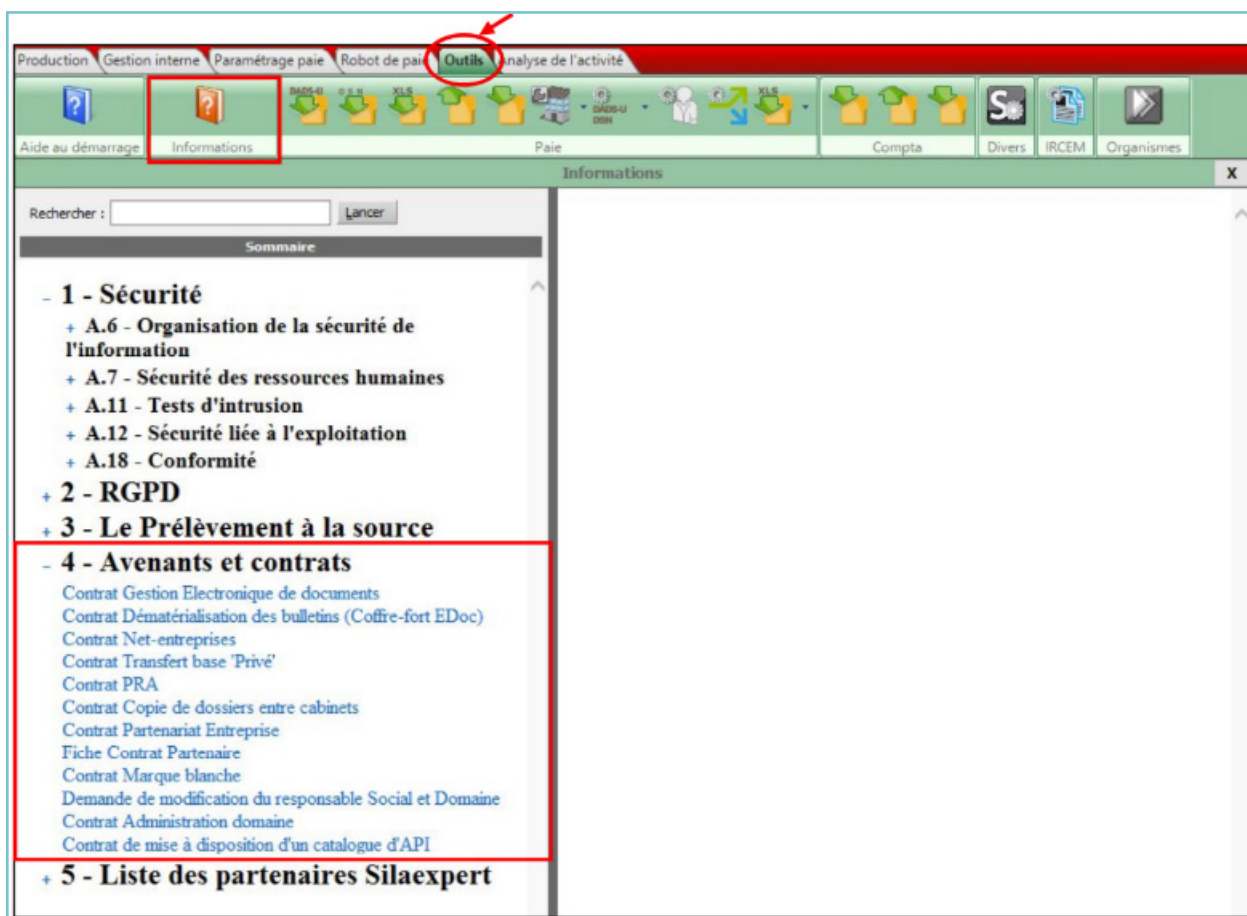 Production Gestion interne Paramétrage paie Robot de paie Outils Analyse de l'activité
DADS-U D S N XLS DADS-U DSN XLS
Aide au démarrage Informations Paie Compta Divers IRCEM Organismes
Informations X
Rechercher : Lancer
Sommaire
- 1 - Sécurité
+ A.6 - Organisation de la sécurité de
l'information
+ A.7 - Sécurité des ressources humaines
+ A.11 - Tests d'intrusion
+ A.12 - Sécurité liée à l'exploitation
+ A.18 - Conformité
+ 2 - RGPD
+ 3 - Le Prélèvement à la source
- 4 - Avenants et contrats
Contrat Gestion Electronique de documents
Contrat Dématérialisation des bulletins (Coffre-fort EDoc)
Contrat Net-entreprises
Contrat Transfert base 'Privé'
Contrat PRA
Contrat Copie de dossiers entre cabinets
Contrat Partenariat Entreprise
Fiche Contrat Partenaire
Contrat Marque blanche
Demande de modification du responsable Social et Domaine
Contrat Administration domaine
Contrat de mise à disposition d'un catalogue d'API
+ 5 - Liste des partenaires Silaexpert